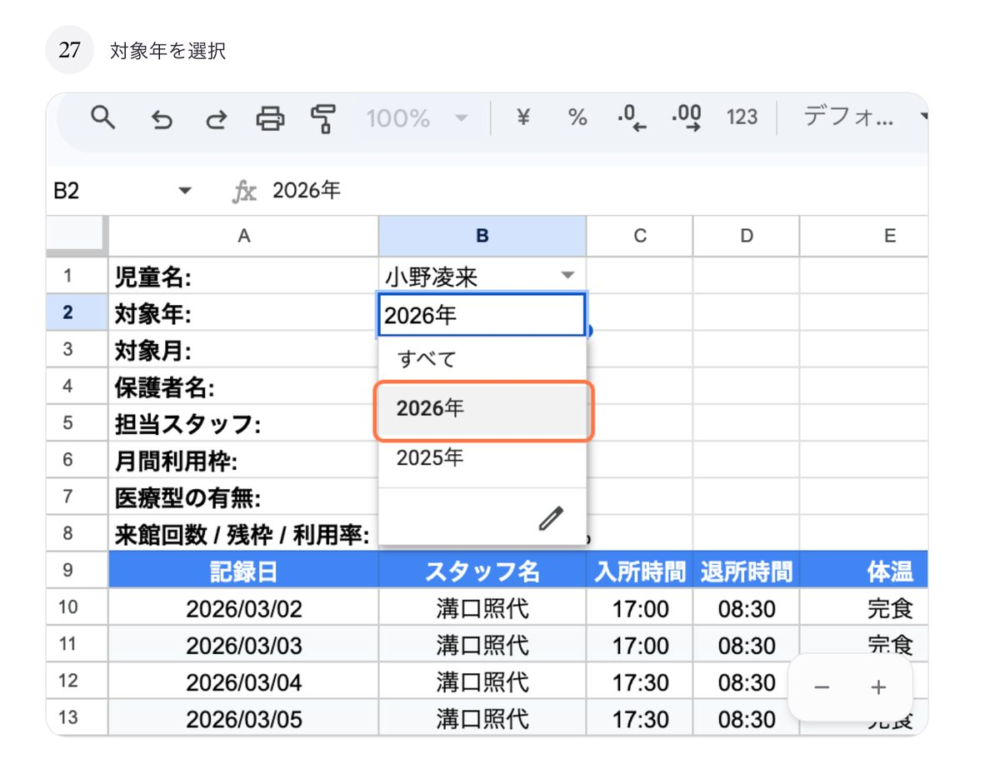 27 対象年を選択
100% ¥ % .0 .00 123 デフォ...
B2 fx 2026年
A B C D E
1 児童名: 小野凌来
2 対象年: 2026年
3 対象月: すべて
4 保護者名: 2026年
5 担当スタッフ:
6 月間利用枠: 2025年
7 医療型の有無:
8 来館回数 / 残枠 / 利用率:
9 記録日 スタッフ名 入所時間 退所時間 体温
10 2026/03/02 溝口照代 17:00 08:30 完食
11 2026/03/03 溝口照代 17:00 08:30 完食
12 2026/03/04 溝口照代 17:30 08:30
13 2026/03/05 溝口照代 17:30 08:30 完食